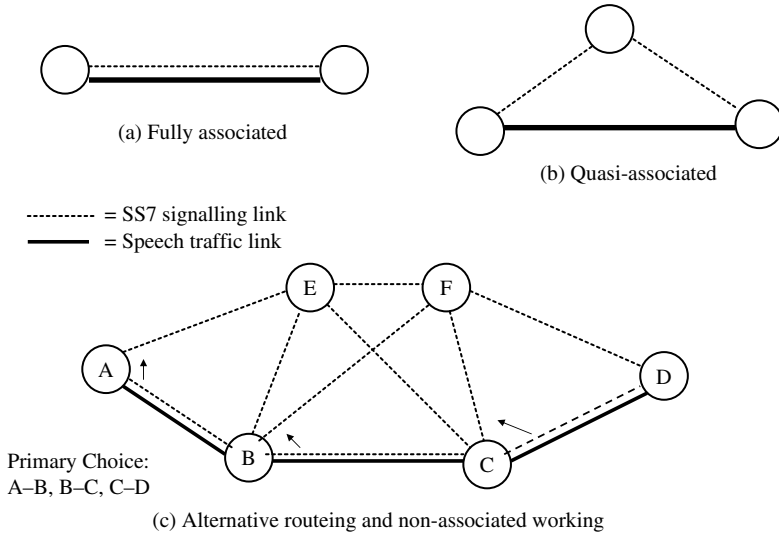 (a) Fully associated
(b) Quasi-associated
= SS7 signalling link
= Speech traffic link
E
F
A
D
B
C
Primary Choice:
A–B, B–C, C–D
(c) Alternative routeing and non-associated working